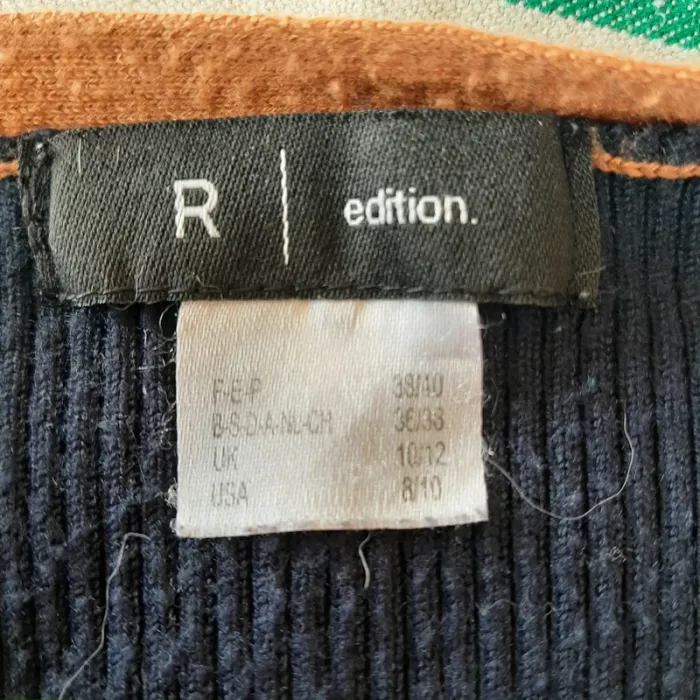 R | edition.
F-E-P 38/40
B-S-D-A-NL-CH 36/38
UK 10/12
USA 8/10